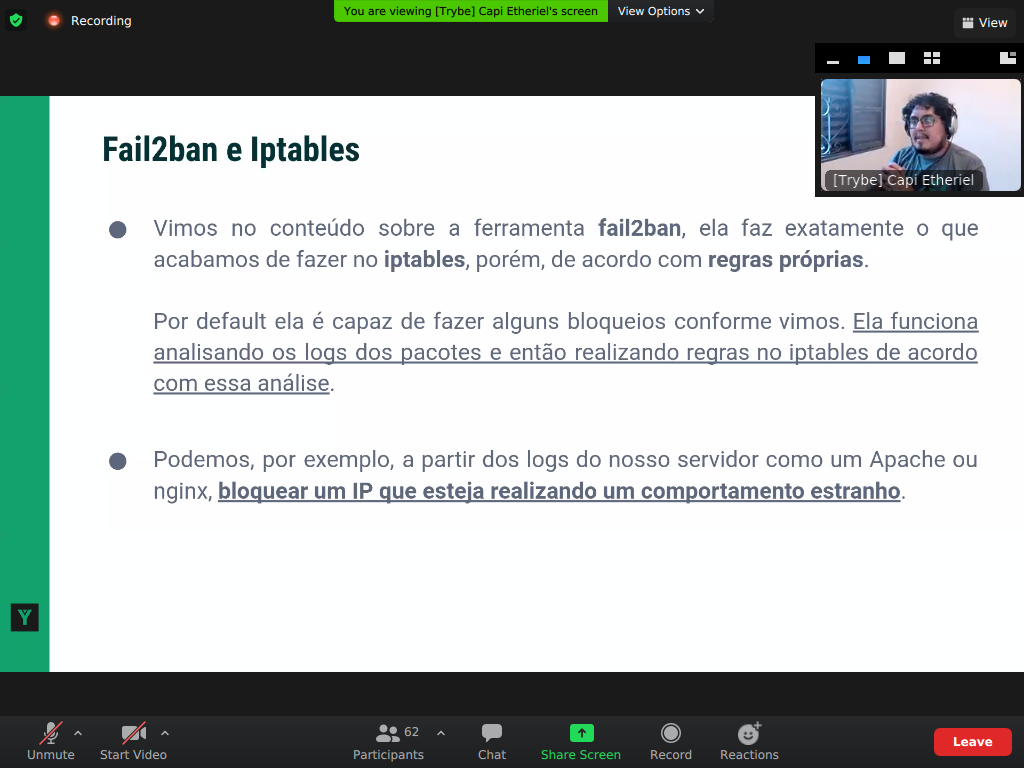 Recording
You are viewing [Trybe] Capi Etheriel's screen
View Options
View
[Trybe] Capi Etheriel
Fail2ban e Iptables
Vimos no conteúdo sobre a ferramenta fail2ban, ela faz exatamente o que
acabamos de fazer no iptables, porém, de acordo com regras próprias.
Por default ela é capaz de fazer alguns bloqueios conforme vimos. Ela funciona
analisando os logs dos pacotes e então realizando regras no iptables de acordo
com essa análise.
Podemos, por exemplo, a partir dos logs do nosso servidor como um Apache ou
nginx, bloquear um IP que esteja realizando um comportamento estranho.
Unmute
Start Video
62
Participants
Chat
Share Screen
Record
Reactions
Leave